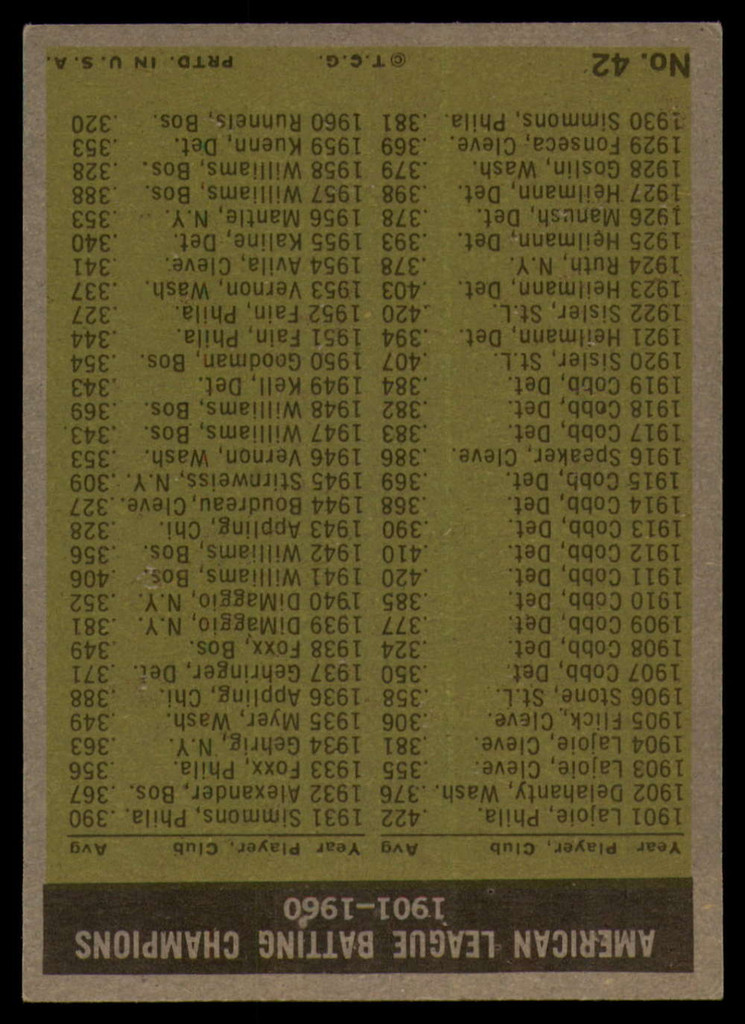 AMERICAN LEAGUE BATTING CHAMPIONS
1901-1960
Year Player, Club Avg
1901 Lajoie, Phila. .422
1902 Delahanty, Wash. .376
1903 Lajoie, Cleve. .355
1904 Lajoie, Cleve. .381
1905 Flick, Cleve. .306
1906 Stone, St.L. .358
1907 Cobb, Det. .350
1908 Cobb, Det. .324
1909 Cobb, Det. .377
1910 Cobb, Det. .385
1911 Cobb, Det. .420
1912 Cobb, Det. .410
1913 Cobb, Det. .390
1914 Cobb, Det. .368
1915 Cobb, Det. .369
1916 Speaker, Cleve. .386
1917 Cobb, Det. .383
1918 Cobb, Det. .382
1919 Cobb, Det. .384
1920 Sisler, St.L. .407
1921 Heilmann, Det. .394
1922 Sisler, St.L. .420
1923 Heilmann, Det. .403
1924 Ruth, N.Y. .378
1925 Heilmann, Det. .393
1926 Manush, Det. .378
1927 Heilmann, Det. .398
1928 Goslin, Wash. .379
1929 Fonseca, Cleve. .369
1930 Simmons, Phila. .381
Year Player, Club Avg
1931 Simmons, Phila. .390
1932 Alexander, Bos. .367
1933 Foxx, Phila. .356
1934 Gehrig, N.Y. .363
1935 Myer, Wash. .349
1936 Appling, Chi. .388
1937 Gehringer, Det. .371
1938 Foxx, Bos. .349
1939 DiMaggio, N.Y. .381
1940 DiMaggio, N.Y. .352
1941 Williams, Bos. .406
1942 Williams, Bos. .356
1943 Appling, Chi. .328
1944 Boudreau, Cleve. .327
1945 Stirnweiss, N.Y. .309
1946 Vernon, Wash. .353
1947 Williams, Bos. .343
1948 Williams, Bos. .369
1949 Kell, Det. .343
1950 Goodman, Bos. .354
1951 Fain, Phila. .344
1952 Fain, Phila. .327
1953 Vernon, Wash. .337
1954 Avila, Cleve. .341
1955 Kaline, Det. .340
1956 Mantle, N.Y. .353
1957 Williams, Bos. .388
1958 Williams, Bos. .328
1959 Kuenn, Det. .353
1960 Runnels, Bos. .320
No. 42 ©T.C.G. PRTD. IN U.S.A.